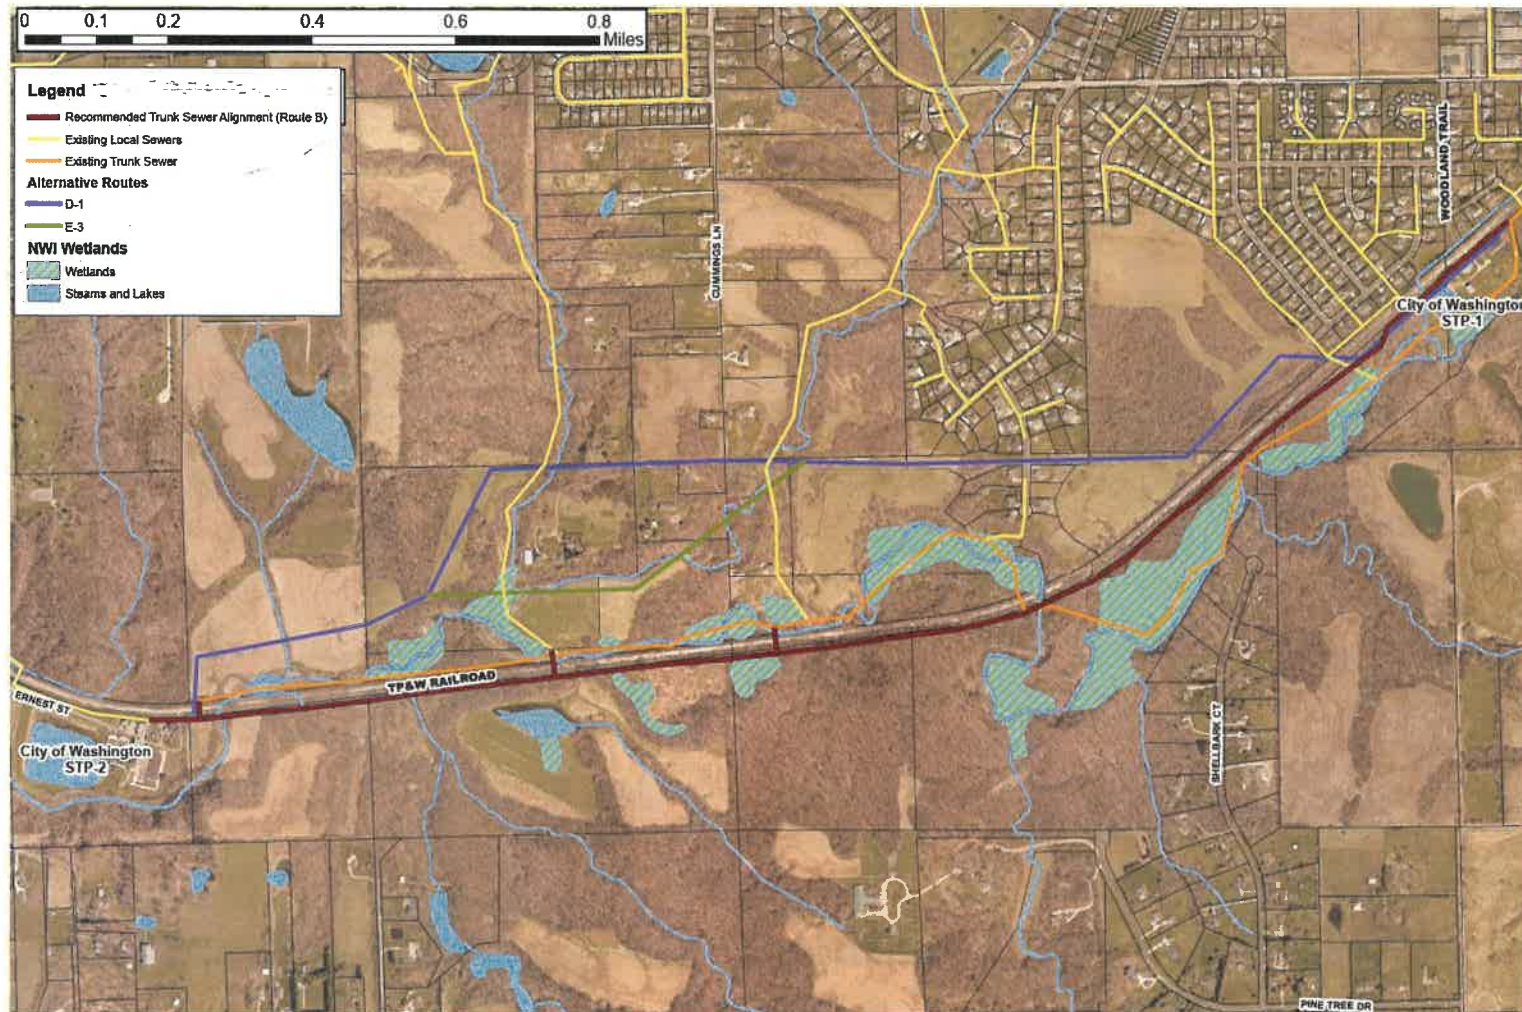 0 0.1 0.2 0.4 0.6 0.8
Miles
Legend
Recommended Trunk Sewer Alignment (Route B)
Existing Local Sewers
Existing Trunk Sewer
Alternative Routes
D-1
E-3
NWI Wetlands
Wetlands
Steams and Lakes
CUMMINGS LN
WOODLAND TRAIL
City of Washington
STP-1
TP&W RAILROAD
ERNEST ST
City of Washington
STP-2
SHELLBARK CT
PINE TREE DR